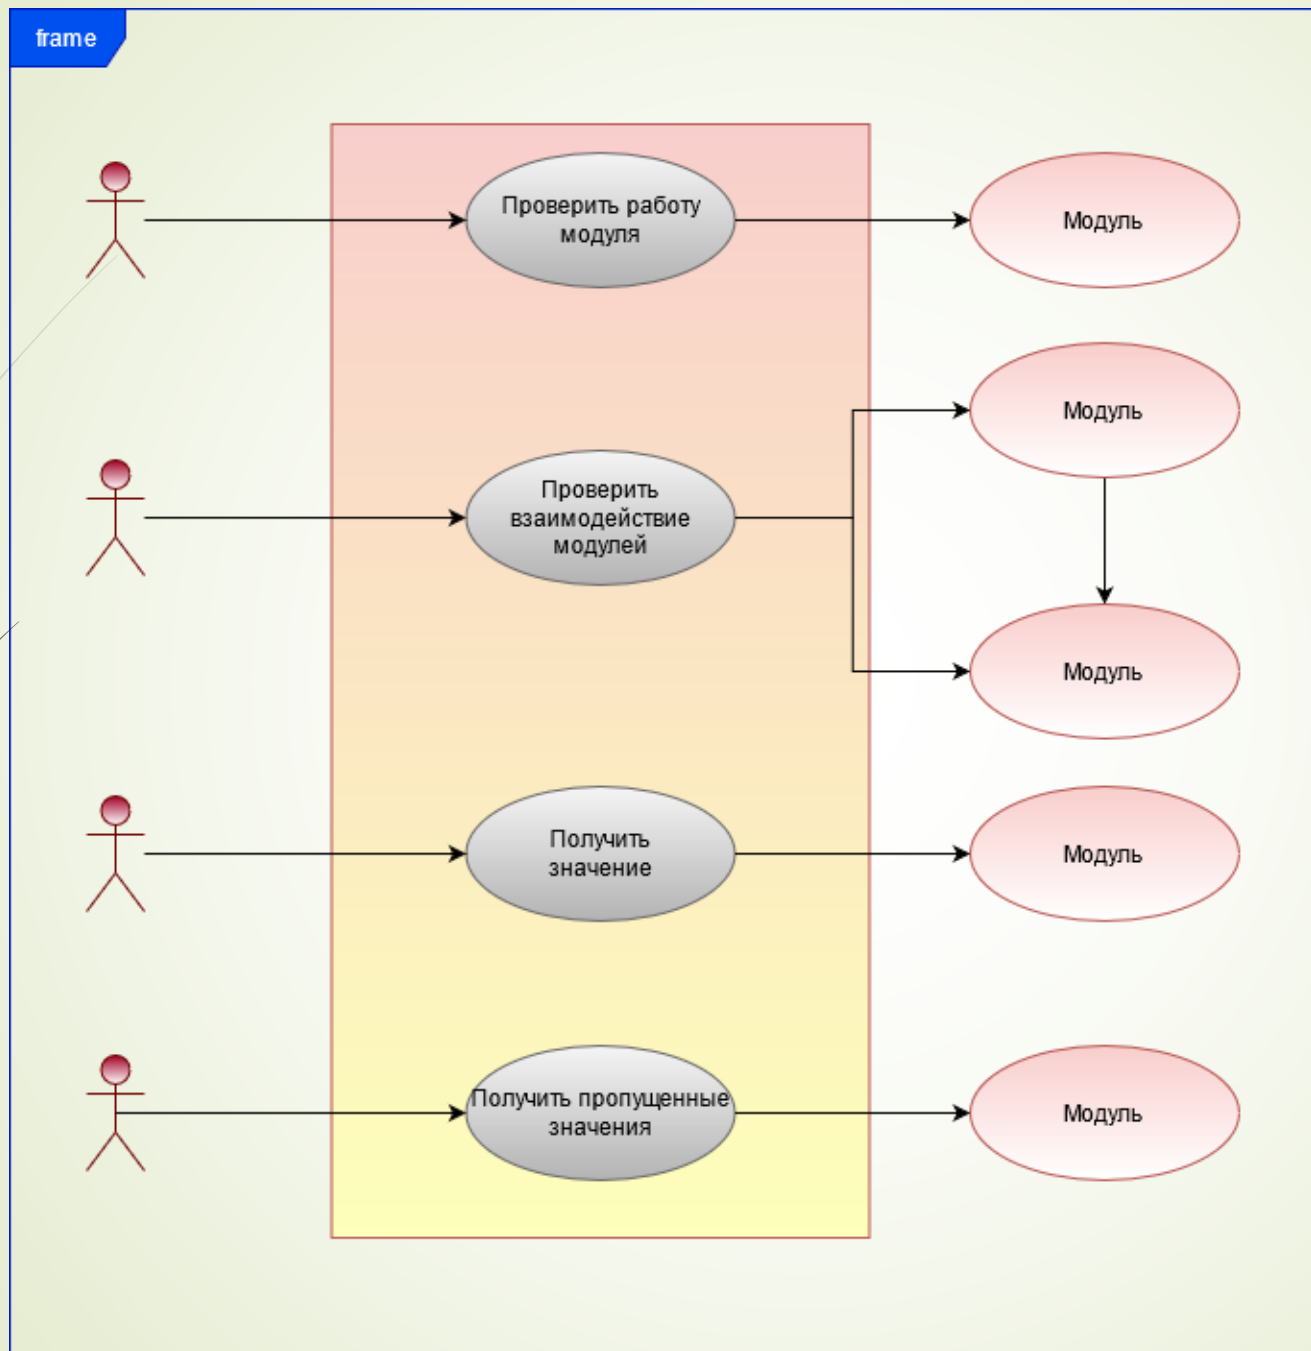 frame
Проверить работу
модуля
Модуль
Модуль
Проверить
взаимодействие
модулей
Модуль
Получить
значение
Модуль
Получить пропущенные
значения
Модуль